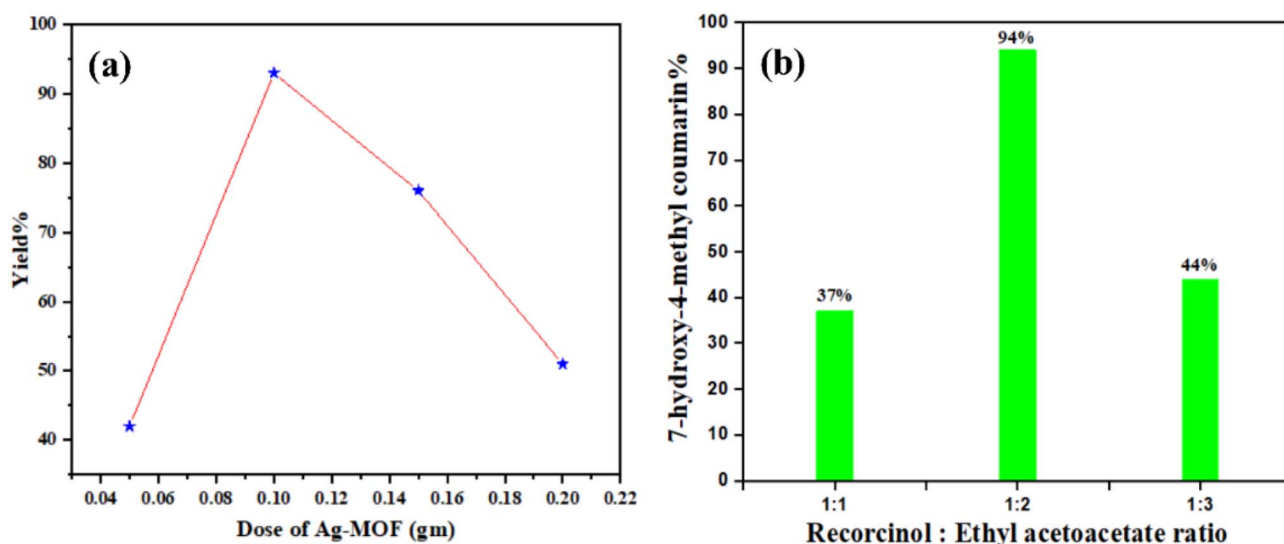 (a)
Yield%
100
90
80
70
60
50
40
0.04 0.06 0.08 0.10 0.12 0.14 0.16 0.18 0.20 0.22
Dose of Ag-MOF (gm)
(b)
7-hydroxy-4-methyl coumarin%
100
90
80
70
60
50
40
30
20
10
0
37%
94%
44%
1:1 1:2 1:3
Recorcinol : Ethyl acetoacetate ratio